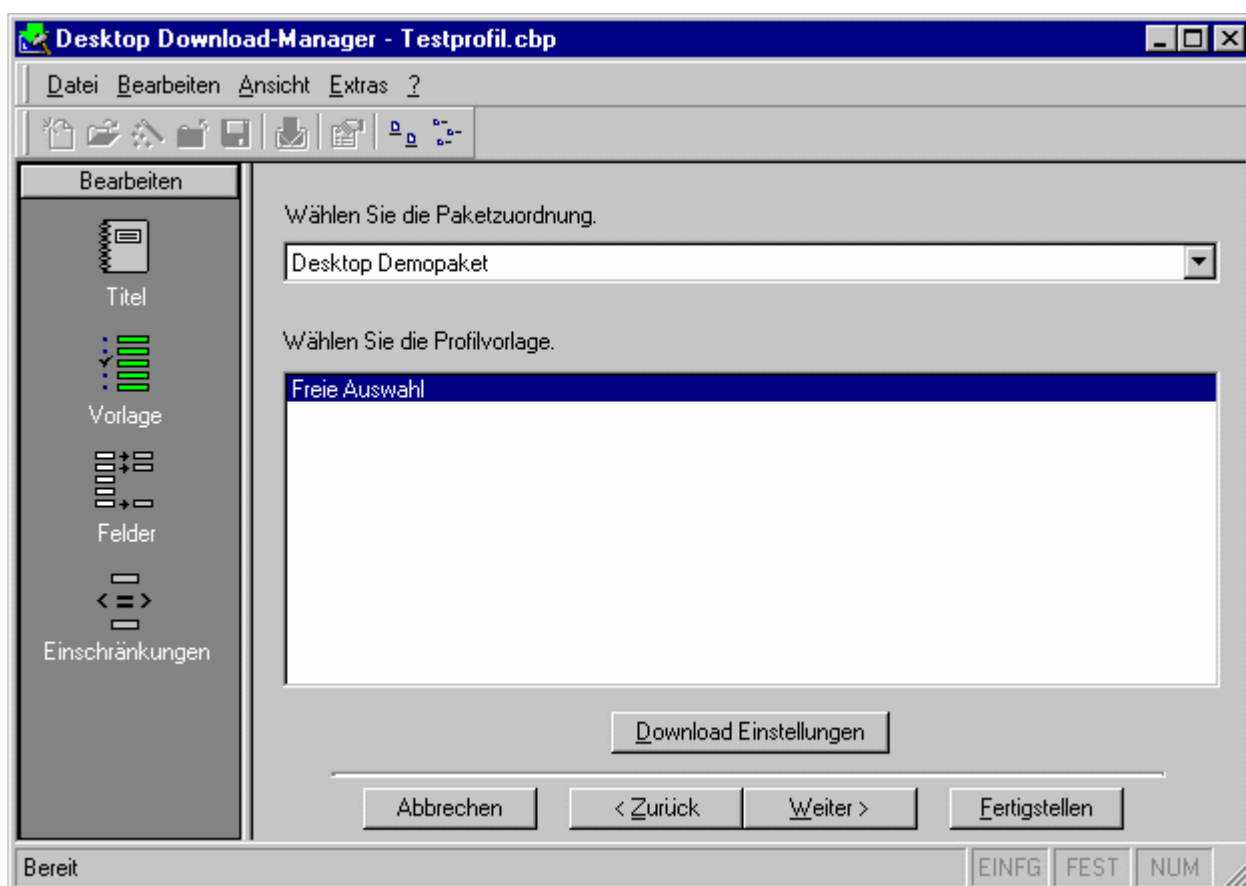 Desktop Download-Manager - Testprofil.cbp
Datei Bearbeiten Ansicht Extras ?
Bearbeiten
Titel
Vorlage
Felder
< = >
Einschränkungen
Wählen Sie die Paketzuordnung.
Desktop Demopaket
Wählen Sie die Profilvorlage.
Freie Auswahl
Download Einstellungen
Abbrechen < Zurück Weiter > Fertigstellen
Bereit EINFG FEST NUM